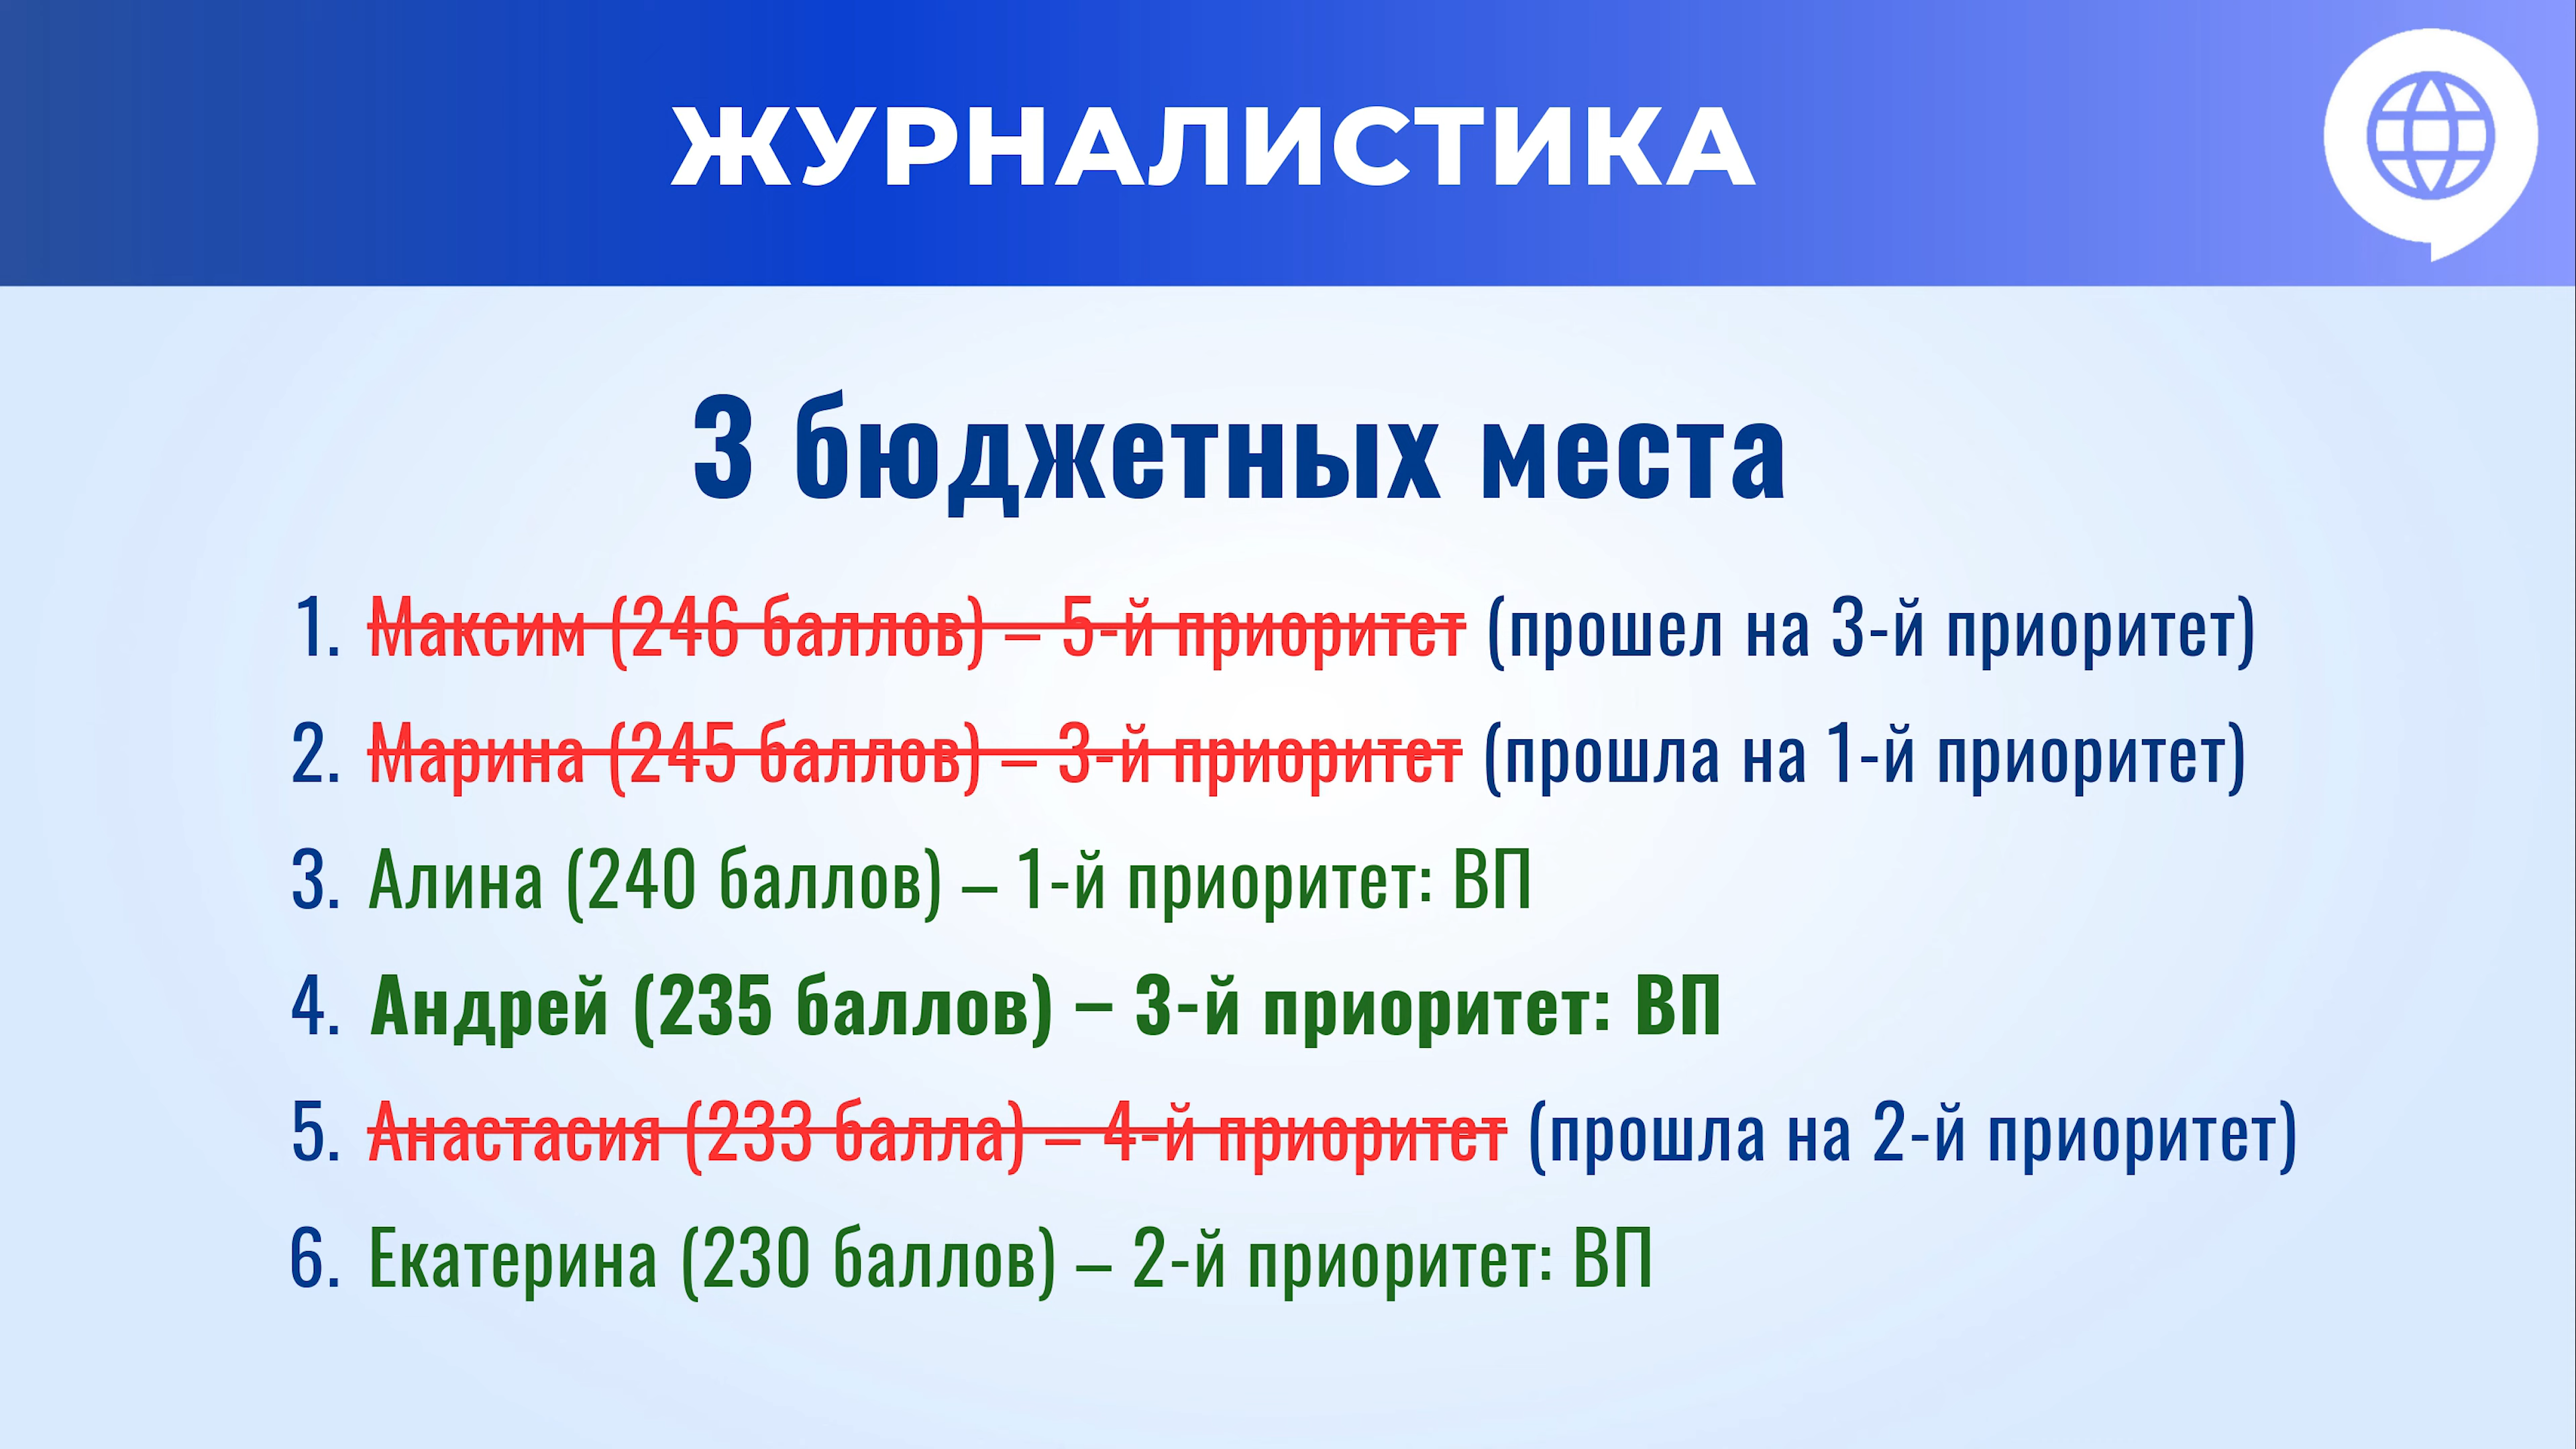 ЖУРНАЛИСТИКА
3 бюджетных места
1. Максим (246 баллов) – 5-й приоритет (прошел на 3-й приоритет)
2. Марина (245 баллов) – 3-й приоритет (прошла на 1-й приоритет)
3. Алина (240 баллов) – 1-й приоритет: ВП
4. Андрей (235 баллов) – 3-й приоритет: ВП
5. Анастасия (233 балла) – 4-й приоритет (прошла на 2-й приоритет)
6. Екатерина (230 баллов) – 2-й приоритет: ВП